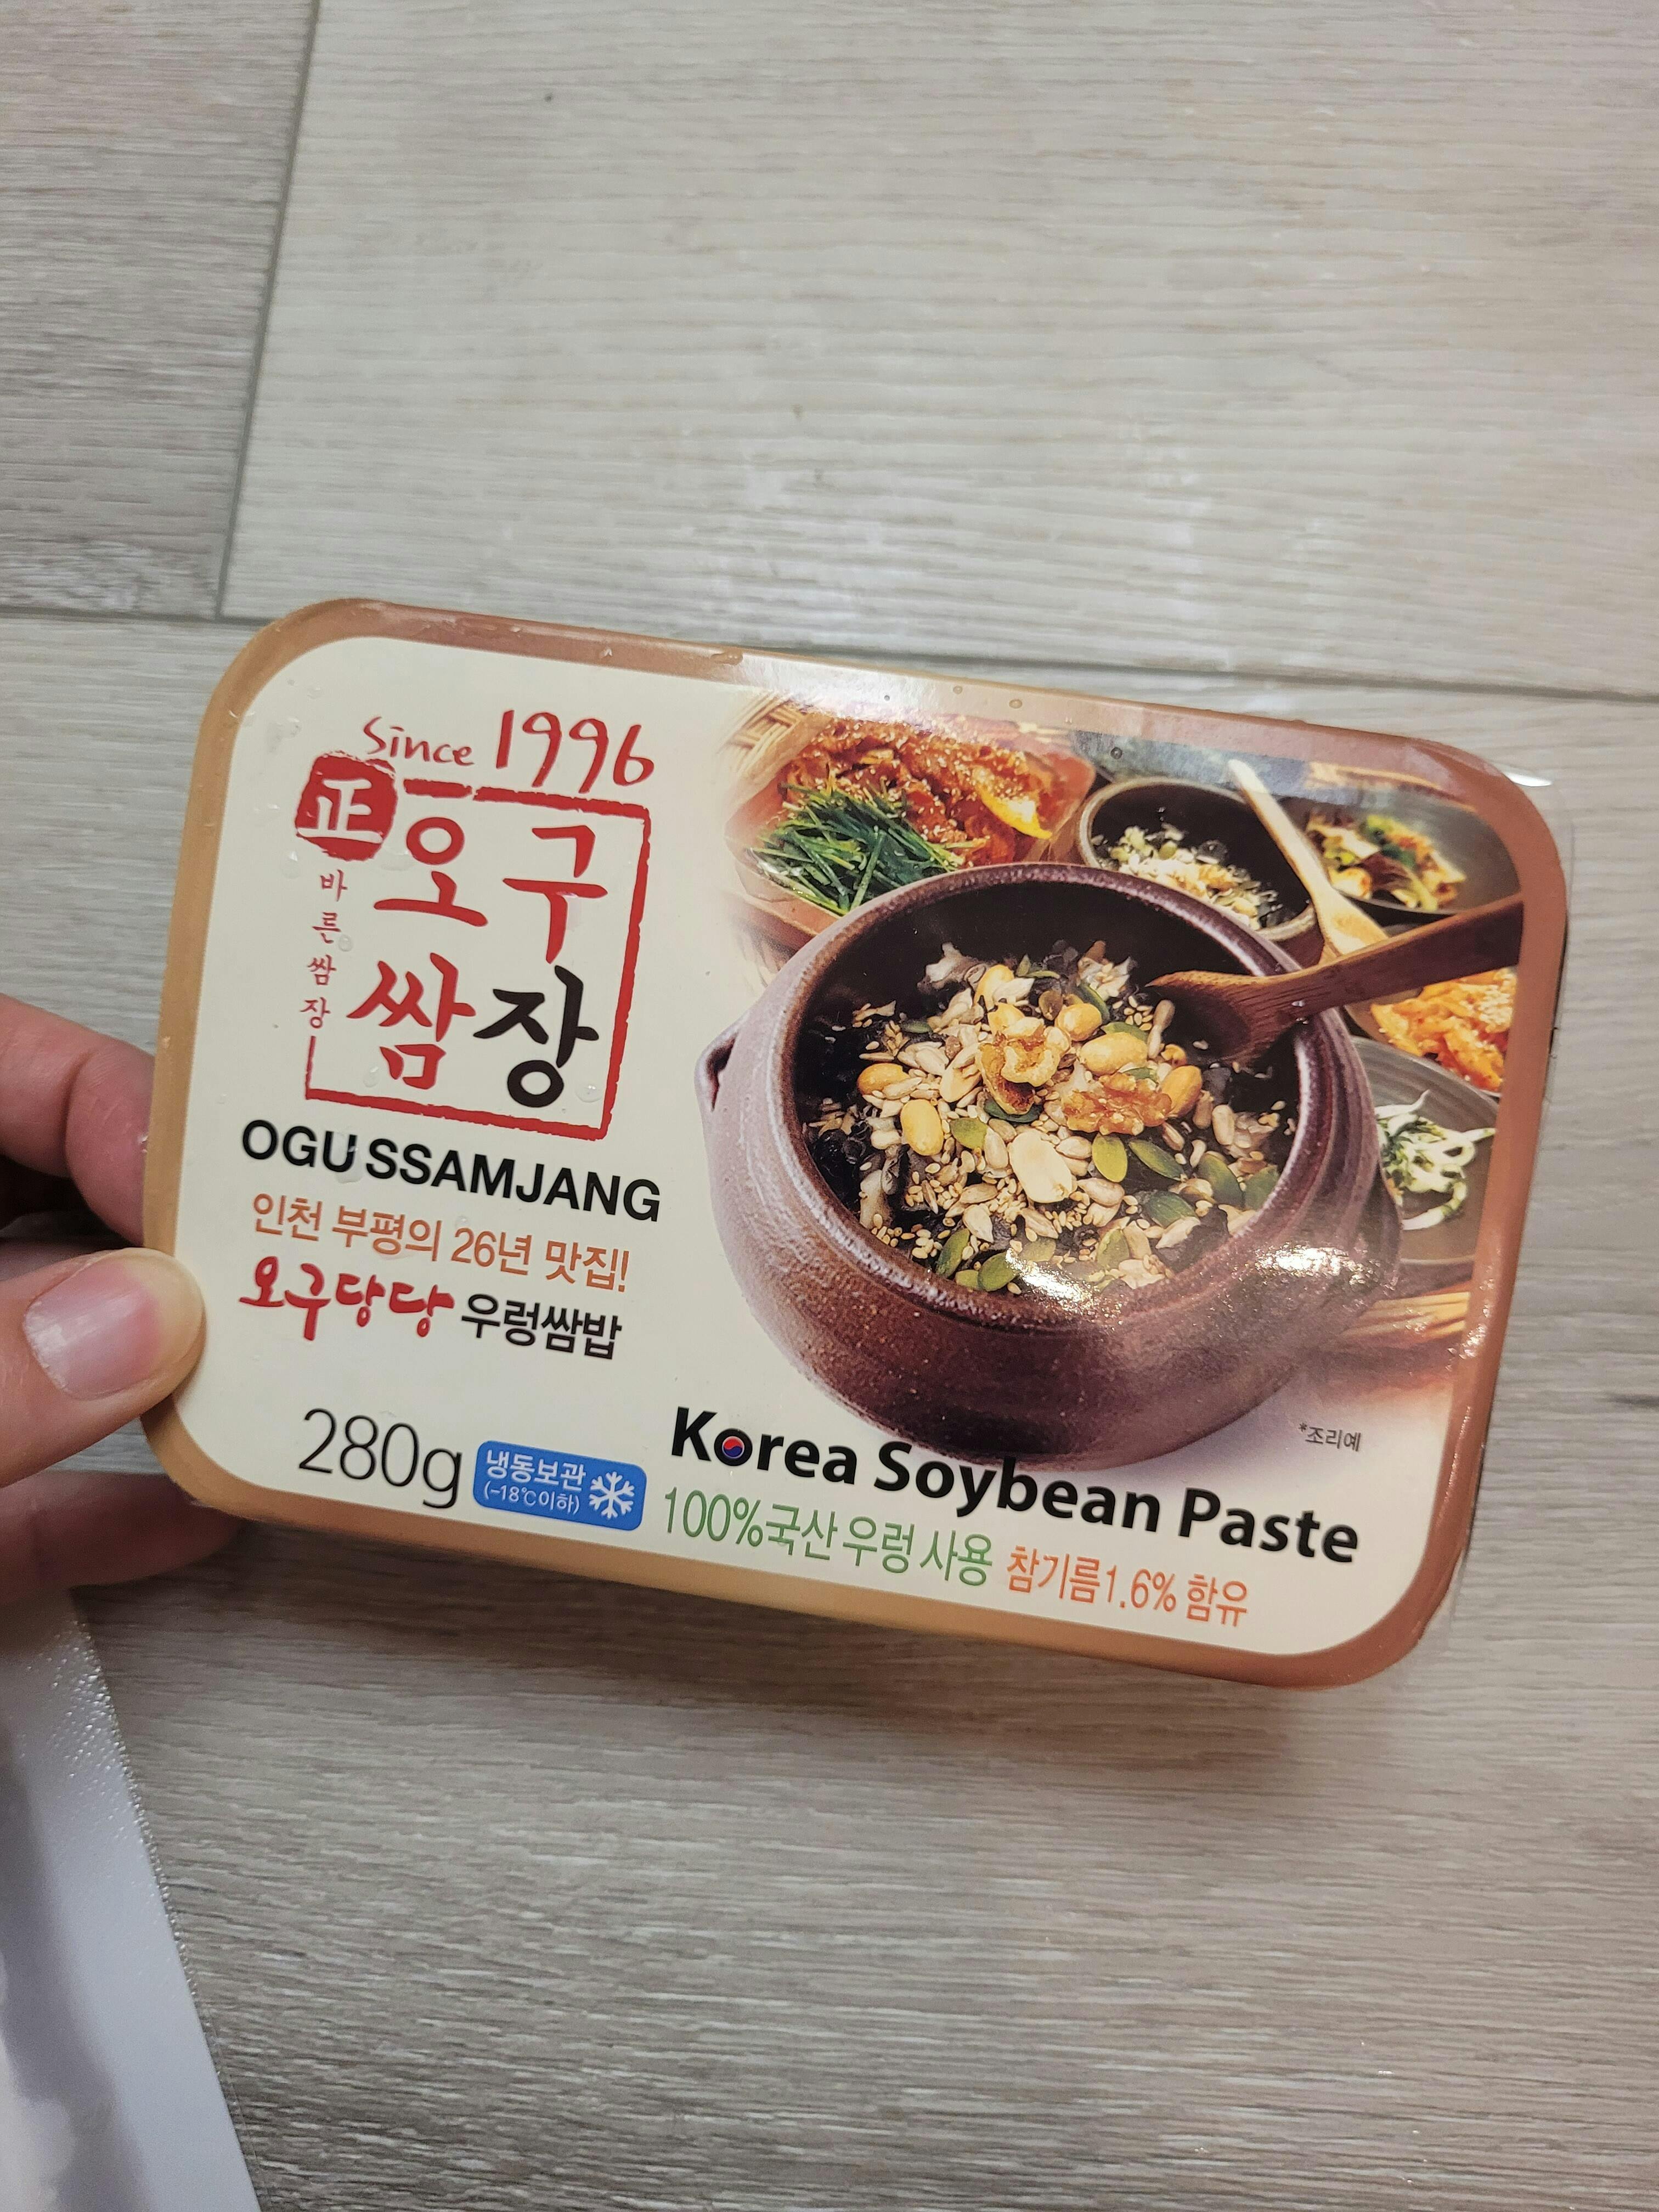 Since 1996
正
바른쌈장
오구
쌈장
OGU SSAMJANG
인천 부평의 26년 맛집!
오구당당 우렁쌈밥
280g
냉동보관
(-18℃이하)
*조리예
Korea Soybean Paste
100%국산 우렁 사용 참기름1.6% 함유